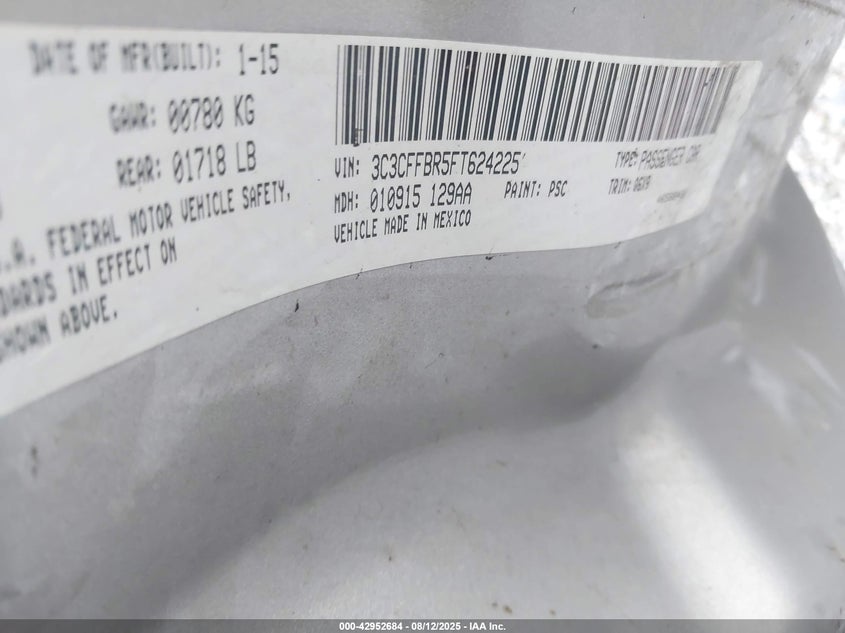 DATE OF MFR(BUILT): 1-15
GAWR: 00780 KG
REAR: 01718 LB
.A. FEDERAL MOTOR VEHICLE SAFETY,
DARDS IN EFFECT ON
SHOWN ABOVE.
VIN: 3C3CFFBR5FT624225
MDH: 010915 129AA
PAINT: PSC
VEHICLE MADE IN MEXICO
TYPE: PASSENGER CAR
TRIM: 06X9
000-42952684 - 08/12/2025 - IAA Inc.